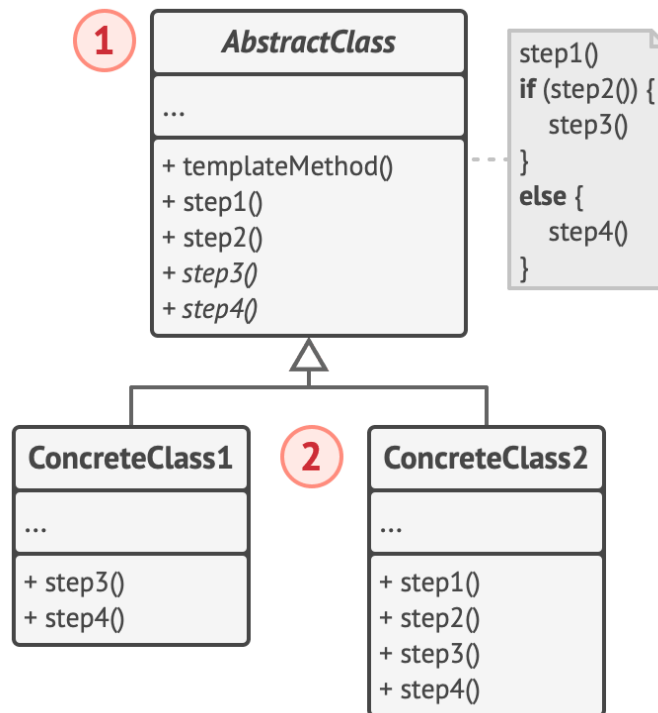 1
AbstractClass
...
+ templateMethod()
+ step1()
+ step2()
+ step3()
+ step4()
step1()
if (step2()) {
step3()
}
else {
step4()
}
ConcreteClass1
...
+ step3()
+ step4()
2
ConcreteClass2
...
+ step1()
+ step2()
+ step3()
+ step4()